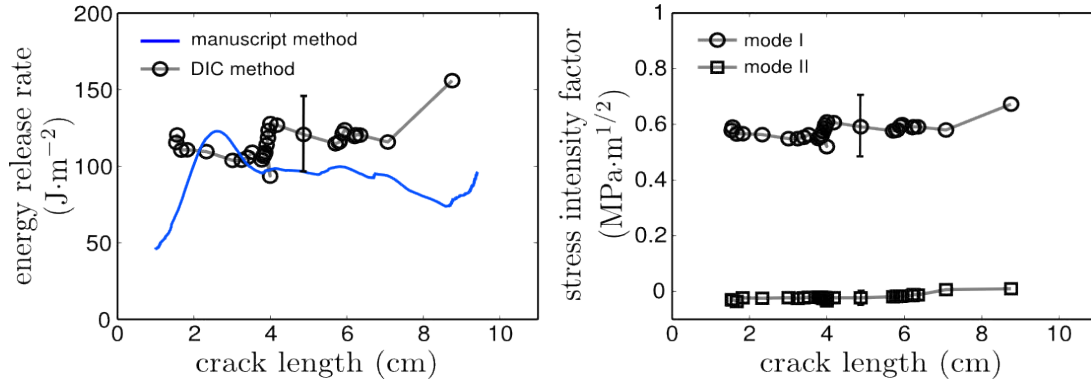 200
150
100
50
0
energy release rate
(J·m⁻²)
manuscript method
DIC method
0 2 4 6 8 10
crack length (cm)
1
0.8
0.6
0.4
0.2
0
stress intensity factor
(MPa·m^{1/2})
mode I
mode II
0 2 4 6 8 10
crack length (cm)